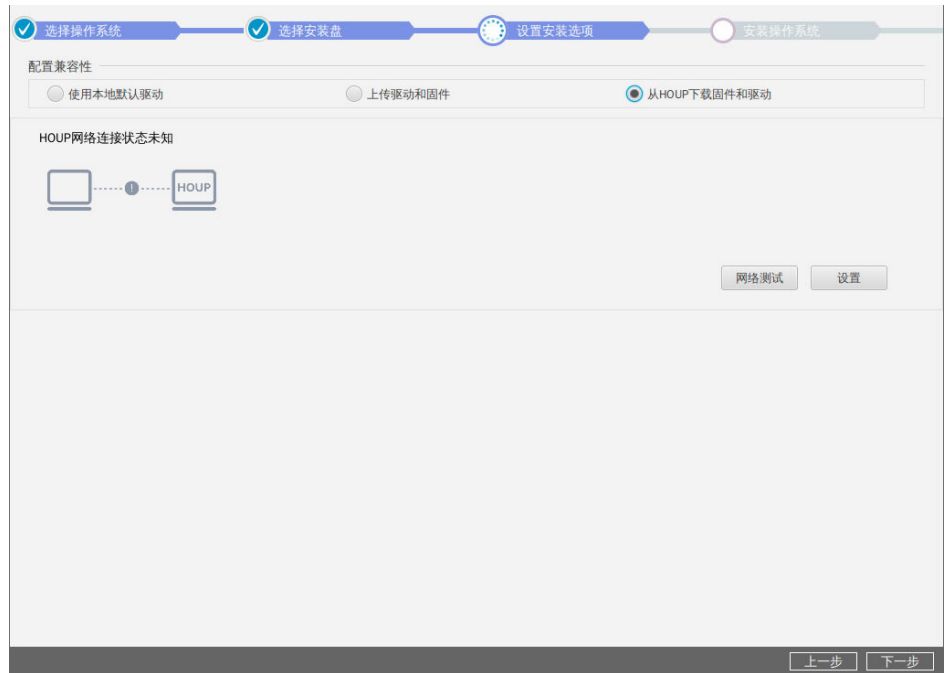 选择操作系统 选择安装盘 设置安装选项 安装操作系统
配置兼容性
使用本地默认驱动 上传驱动和固件 从HOUP下载固件和驱动
HOUP网络连接状态未知
! HOUP
网络测试 设置
上一步 下一步